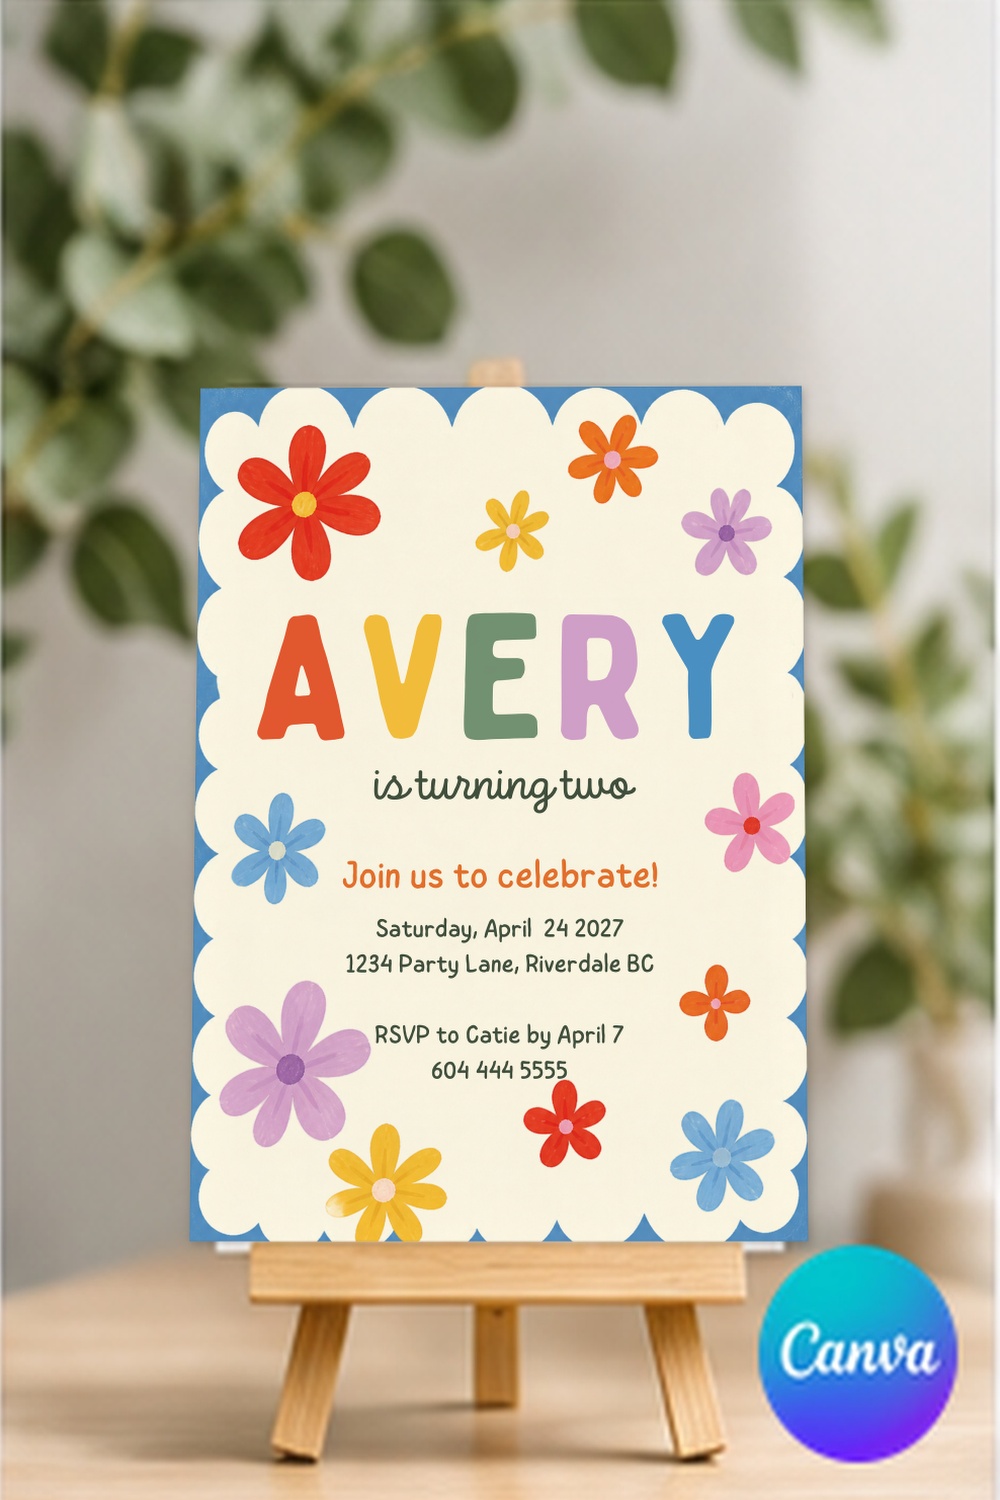 AVERY
is turning two
Join us to celebrate!
Saturday, April 24 2027
1234 Party Lane, Riverdale BC
RSVP to Catie by April 7
604 444 5555
Canva